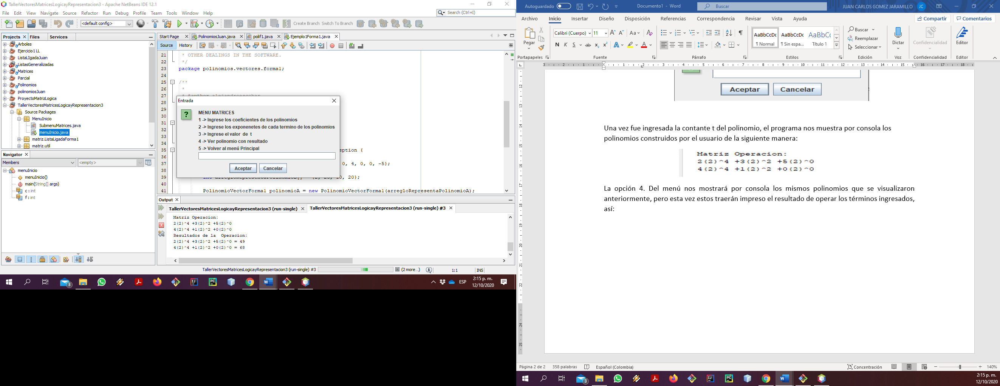 TallerVectoresMatricesLogicayRepresentacion3 - Apache NetBeans IDE 12.1
File Edit View Navigate Source Refactor Run Debug Profile Team Tools Window Help
Search (Ctrl+I)
<default config>
Create Branch Switch To Branch
Projects Files Services
Arboles
Ejercicio1 LL
ListaLIgadaJuan
ListasGeneralizadas
Matrices
Parcial
Polinomios
polinomiosJuan
ProyectoMatrizLogica
TallerVectoresMatricesLogicayRepresentacion3
Source Packages
MenuInicio
SubmenuMatrices.java
menuInicio.java
matriz.ListaLigadaForma1
matriz.util
Navigator
Members <empty>
menuInicio
menuInicio()
main(String[] args)
c : int
f : int
Start Page PolinomiosJuan.java polif1.java Ejemplo1Forma1.java
Source History
21 * OTHER DEALINGS IN THE SOFTWARE.
22 */
23 package polinomios.vectores.forma1;
24
25 /**
26 *
27
28
29
30
31
32
33
34
35 eption {
36
37 0, 4, 0, 0, -5};
38
39 20};
40
41 PolinomioVectorForma1 polinomioA = new PolinomioVectorForma1(arregloRepresentaPolinomioA);
Entrada
MENU MATRICES
1 -> Ingrese los coeficientes de los polinomios
2 -> Ingrese los exponenetes de cada termino de los polinomios
3 -> Ingrese el valor de t
4 -> Ver polinomio con resultado
5 -> Volver al menú Principal
Aceptar Cancelar
Output
TallerVectoresMatricesLogicayRepresentacion3 (run-single) TallerVectoresMatricesLogicayRepresentacion3 (run-single) #3
Matriz Operacion:
2(2)^4 +3(2)^2 +5(2)^0
4(2)^4 +1(2)^2 +0(2)^0
Resultados de la Operacion:
2(2)^4 +3(2)^2 +5(2)^0 = 49
4(2)^4 +1(2)^2 +0(2)^0 = 68
TallerVectoresMatricesLogicayRepresentacion3 (run-single) #3 (2 more...) 1:1 INS
3 ESP 2:15 p. m.
12/10/2020
Autoguardado Documento1 - Word Buscar JUAN CARLOS GOMEZ JARAMILLO JC
Archivo Inicio Insertar Diseño Disposición Referencias Correspondencia Revisar Vista Ayuda Compartir Comentarios
Pegar
Calibri (Cuerpo) 11
N K S
AaBbCcDc AaBbCcDc AaBbCc
¶ Normal ¶ Sin espa... Título 1
Buscar
Reemplazar
Seleccionar
Dictar
Confidencialidad
Editor
Portapapeles Fuente Párrafo Estilos Edición Voz Confidencialidad Editor
Aceptar Cancelar
Una vez fue ingresada la contante t del polinomio, el programa nos muestra por consola los
polinomios construidos por el usuario de la siguiente manera:
Matriz Operacion:
2(2)^4 +3(2)^2 +5(2)^0
4(2)^4 +1(2)^2 +0(2)^0
La opción 4. Del menú nos mostrará por consola los mismos polinomios que se visualizaron
anteriormente, pero esta vez estos traerán impreso el resultado de operar los términos ingresados,
así:
Página 2 de 2 358 palabras Español (Colombia) Concentración 140%
3 2:15 p. m.
12/10/2020